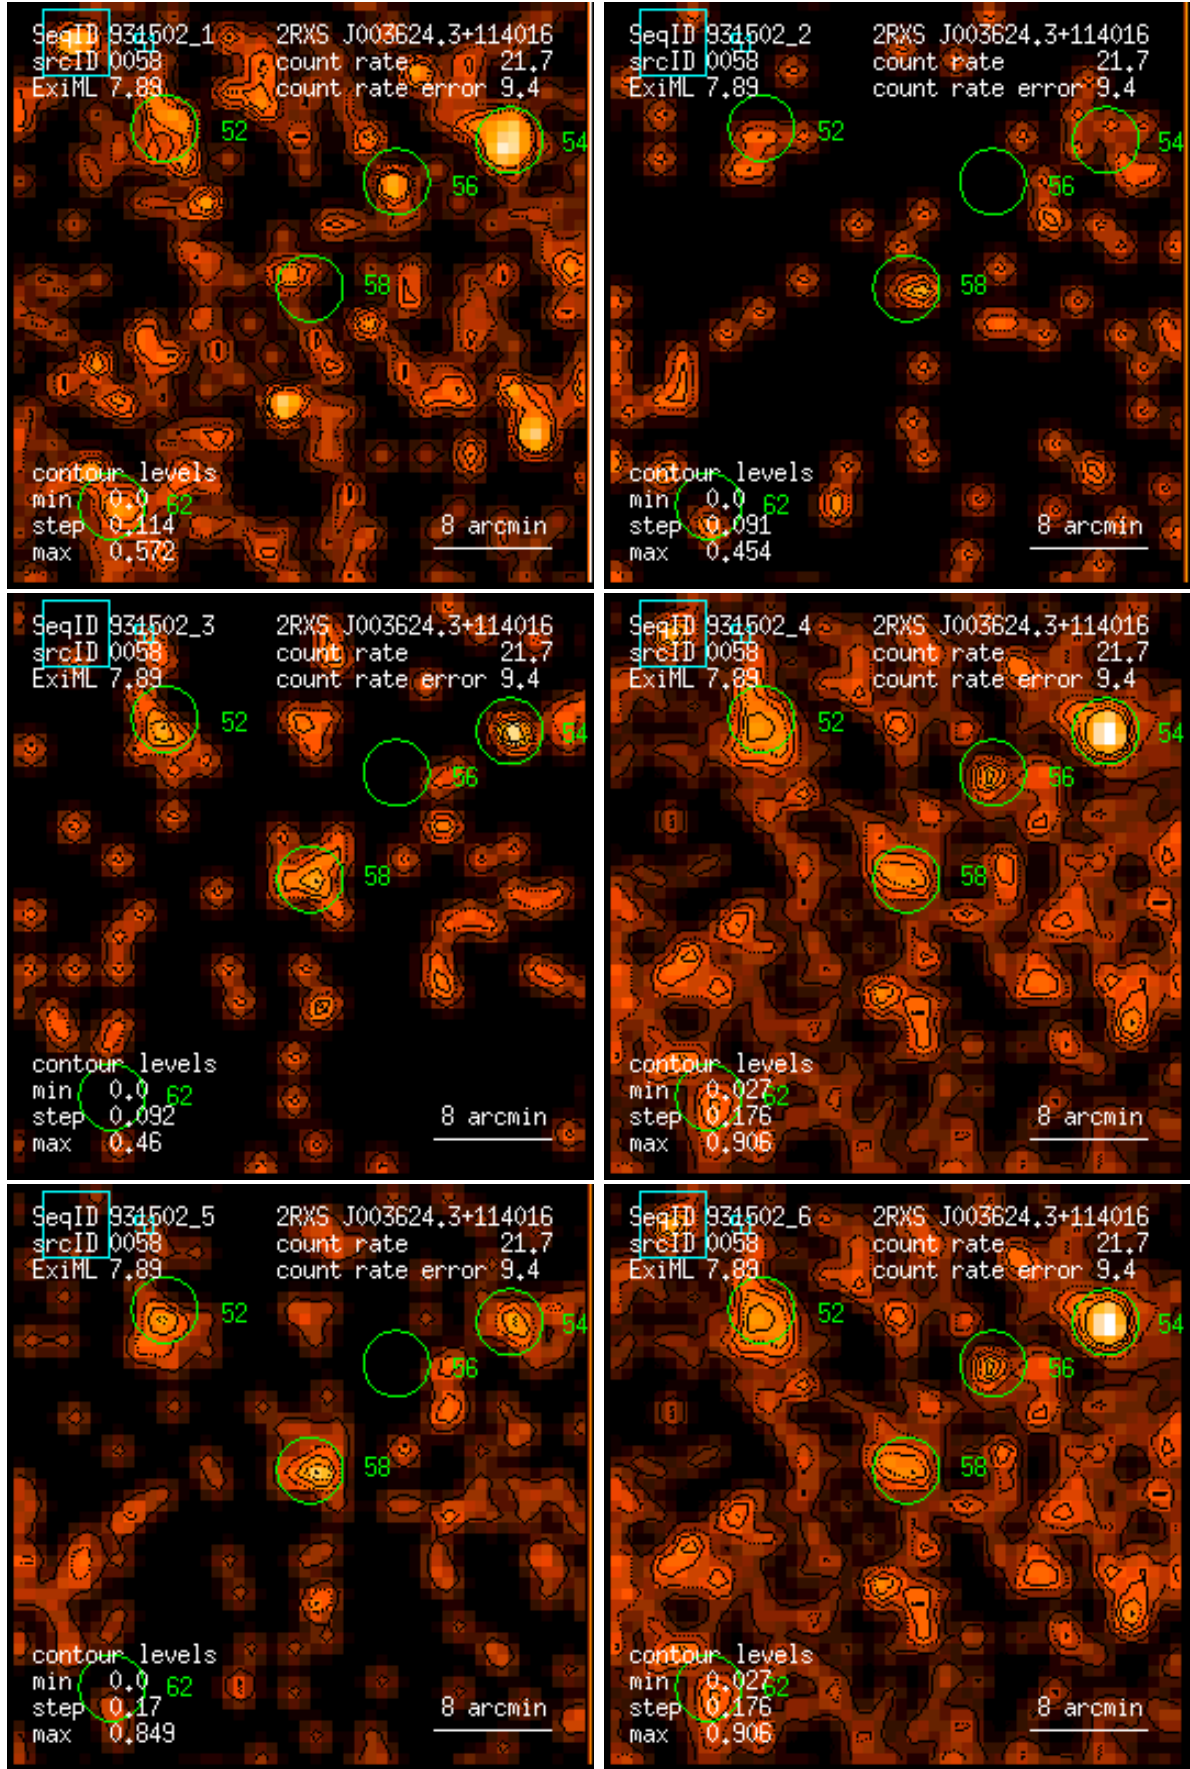 SeqID 931502_1 2RXS J003624.3+114016
srcID 0058 count rate 21.7
ExiML 7.89 count rate error 9.4
52
54
56
58
contour levels
min 0.0 62
step 0.114 8 arcmin
max 0.572
SeqID 931502_2 2RXS J003624.3+114016
srcID 0058 count rate 21.7
ExiML 7.89 count rate error 9.4
52
54
56
58
contour levels
min 0.0 62
step 0.091 8 arcmin
max 0.454
SeqID 931502_3 2RXS J003624.3+114016
srcID 0058 count rate 21.7
ExiML 7.89 count rate error 9.4
52
54
56
58
contour levels
min 0.0 62
step 0.092 8 arcmin
max 0.46
SeqID 931502_4 2RXS J003624.3+114016
srcID 0058 count rate 21.7
ExiML 7.89 count rate error 9.4
52
54
56
58
contour levels
min 0.027 62
step 0.176 8 arcmin
max 0.906
SeqID 931502_5 2RXS J003624.3+114016
srcID 0058 count rate 21.7
ExiML 7.89 count rate error 9.4
52
54
56
58
contour levels
min 0.0 62
step 0.17 8 arcmin
max 0.849
SeqID 931502_6 2RXS J003624.3+114016
srcID 0058 count rate 21.7
ExiML 7.89 count rate error 9.4
52
54
56
58
contour levels
min 0.027 62
step 0.176 8 arcmin
max 0.906